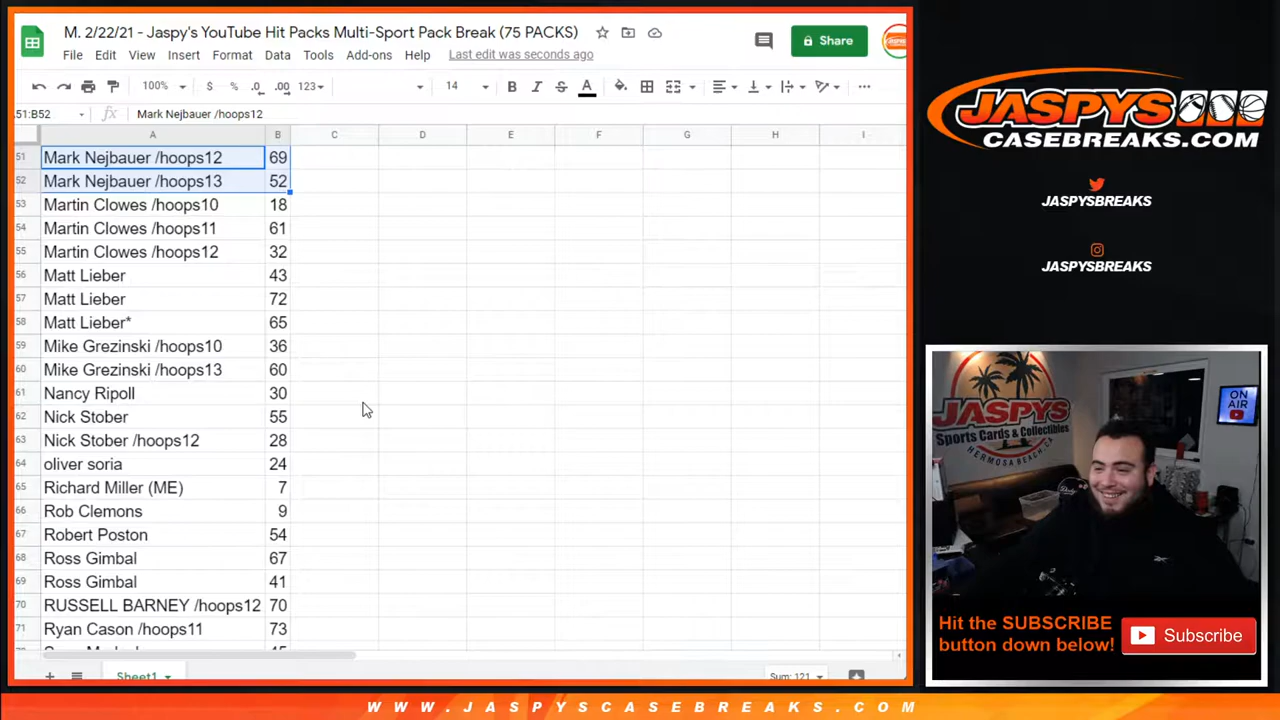 M. 2/22/21 - Jaspy's YouTube Hit Packs Multi-Sport Pack Break (75 PACKS)
File Edit View Insert Format Data Tools Add-ons Help Last edit was seconds ago
Share
100% $ % .0 .00 123 14 B I S A
51:B52 fx Mark Nejbauer /hoops12
A B C D E F G H I
51 Mark Nejbauer /hoops12 69
52 Mark Nejbauer /hoops13 52
53 Martin Clowes /hoops10 18
54 Martin Clowes /hoops11 61
55 Martin Clowes /hoops12 32
56 Matt Lieber 43
57 Matt Lieber 72
58 Matt Lieber* 65
59 Mike Grezinski /hoops10 36
60 Mike Grezinski /hoops13 60
61 Nancy Ripoll 30
62 Nick Stober 55
63 Nick Stober /hoops12 28
64 oliver soria 24
65 Richard Miller (ME) 7
66 Rob Clemons 9
67 Robert Poston 54
68 Ross Gimbal 67
69 Ross Gimbal 41
70 RUSSELL BARNEY /hoops12 70
71 Ryan Cason /hoops11 73
Sheet1
Sum: 121
JASPYS
CASEBREAKS.COM
JASPYSBREAKS
JASPYSBREAKS
JASPYS
Sports Cards & Collectibles
HERMOSA BEACH, CA
ON AIR
Hit the SUBSCRIBE
button down below!
Subscribe
WWW.JASPYSCASEBREAKS.COM